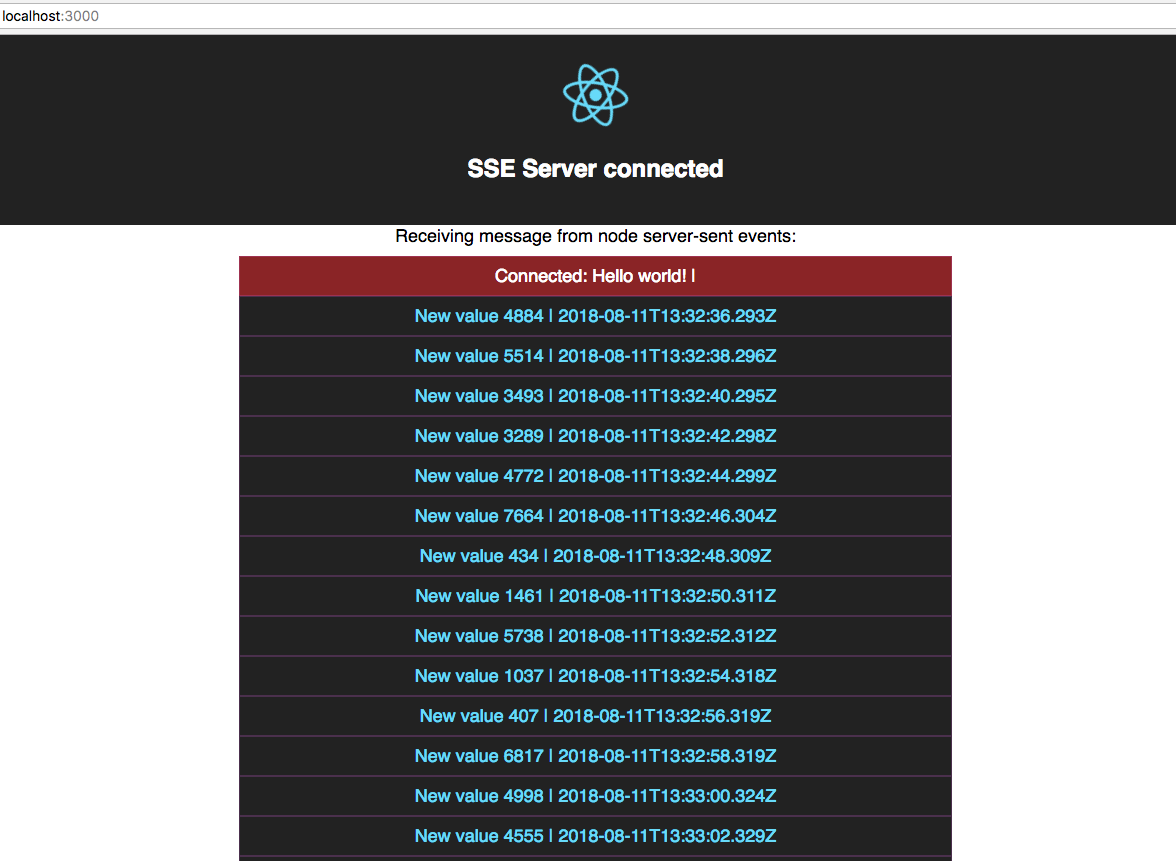 localhost:3000
SSE Server connected
Receiving message from node server-sent events:
Connected: Hello world! |
New value 4884 | 2018-08-11T13:32:36.293Z
New value 5514 | 2018-08-11T13:32:38.296Z
New value 3493 | 2018-08-11T13:32:40.295Z
New value 3289 | 2018-08-11T13:32:42.298Z
New value 4772 | 2018-08-11T13:32:44.299Z
New value 7664 | 2018-08-11T13:32:46.304Z
New value 434 | 2018-08-11T13:32:48.309Z
New value 1461 | 2018-08-11T13:32:50.311Z
New value 5738 | 2018-08-11T13:32:52.312Z
New value 1037 | 2018-08-11T13:32:54.318Z
New value 407 | 2018-08-11T13:32:56.319Z
New value 6817 | 2018-08-11T13:32:58.319Z
New value 4998 | 2018-08-11T13:33:00.324Z
New value 4555 | 2018-08-11T13:33:02.329Z